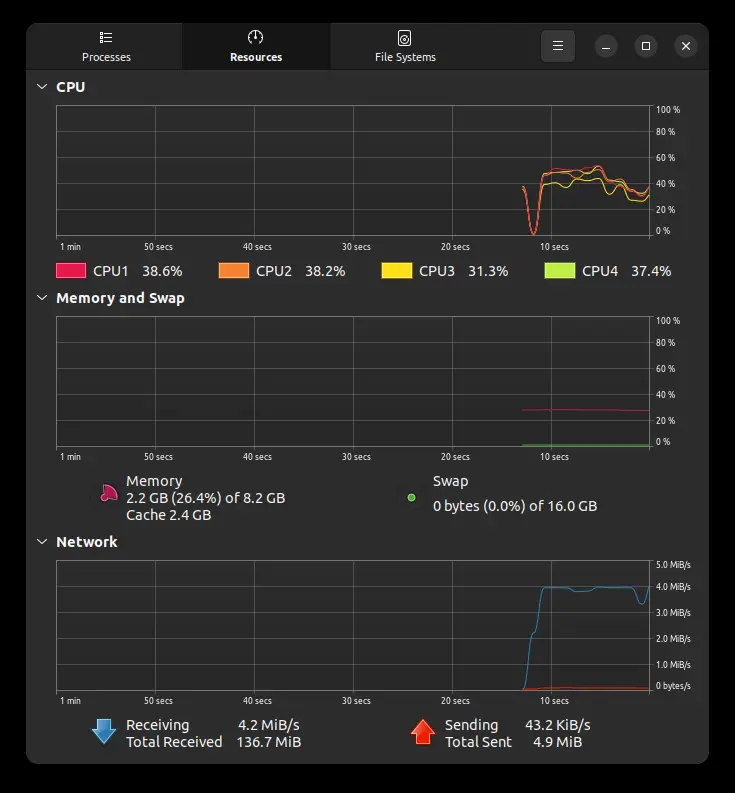 Processes Resources File Systems
CPU
100 %
80 %
60 %
40 %
20 %
0 %
1 min 50 secs 40 secs 30 secs 20 secs 10 secs
CPU1 38.6% CPU2 38.2% CPU3 31.3% CPU4 37.4%
Memory and Swap
100 %
80 %
60 %
40 %
20 %
0 %
1 min 50 secs 40 secs 30 secs 20 secs 10 secs
Memory
2.2 GB (26.4%) of 8.2 GB
Cache 2.4 GB
Swap
0 bytes (0.0%) of 16.0 GB
Network
5.0 MiB/s
4.0 MiB/s
3.0 MiB/s
2.0 MiB/s
1.0 MiB/s
0 bytes/s
1 min 50 secs 40 secs 30 secs 20 secs 10 secs
Receiving 4.2 MiB/s
Total Received 136.7 MiB
Sending 43.2 KiB/s
Total Sent 4.9 MiB